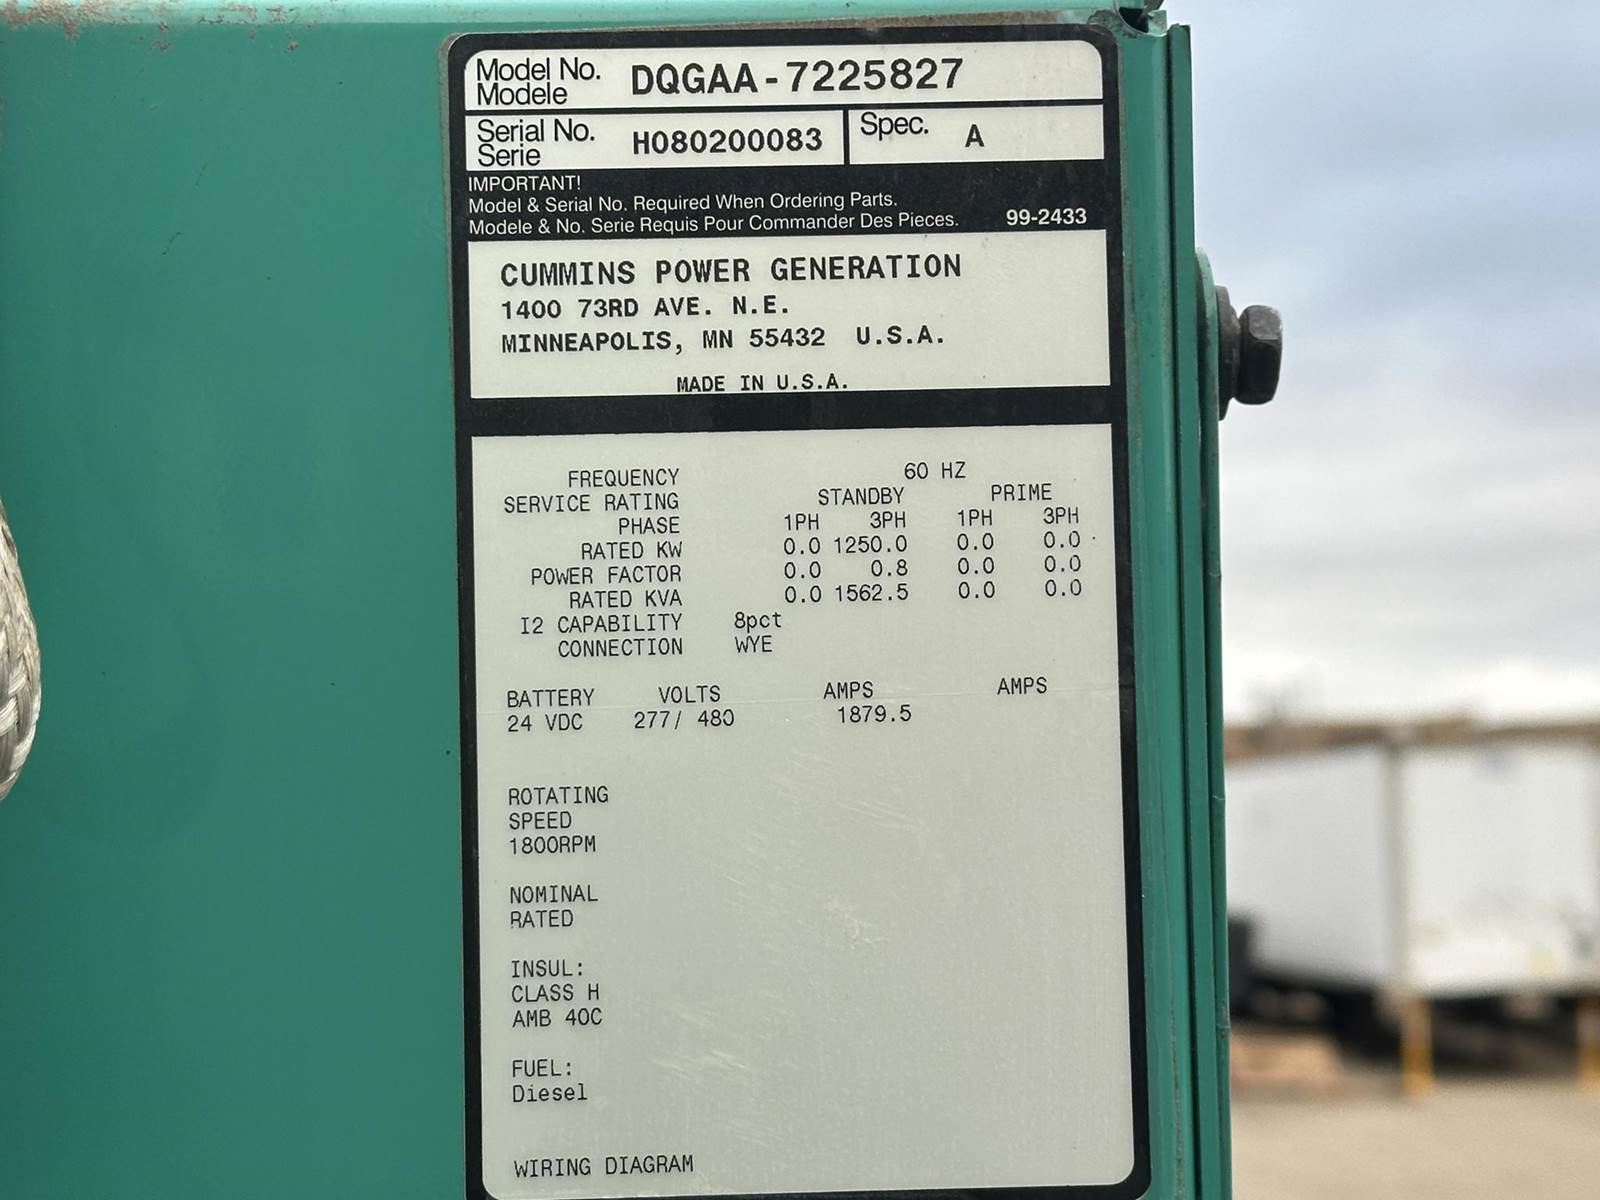 Model No. DQGAA-7225827
Modele
Serial No. H080200083 Spec. A
Serie
IMPORTANT!
Model & Serial No. Required When Ordering Parts.
Modele & No. Serie Requis Pour Commander Des Pieces. 99-2433
CUMMINS POWER GENERATION
1400 73RD AVE. N.E.
MINNEAPOLIS, MN 55432 U.S.A.
MADE IN U.S.A.
FREQUENCY 60 HZ
SERVICE RATING STANDBY PRIME
PHASE 1PH 3PH 1PH 3PH
RATED KW 0.0 1250.0 0.0 0.0
POWER FACTOR 0.0 0.8 0.0 0.0
RATED KVA 0.0 1562.5 0.0 0.0
I2 CAPABILITY 8pct
CONNECTION WYE
BATTERY VOLTS AMPS AMPS
24 VDC 277/ 480 1879.5
ROTATING
SPEED
1800RPM
NOMINAL
RATED
INSUL:
CLASS H
AMB 40C
FUEL:
Diesel
WIRING DIAGRAM